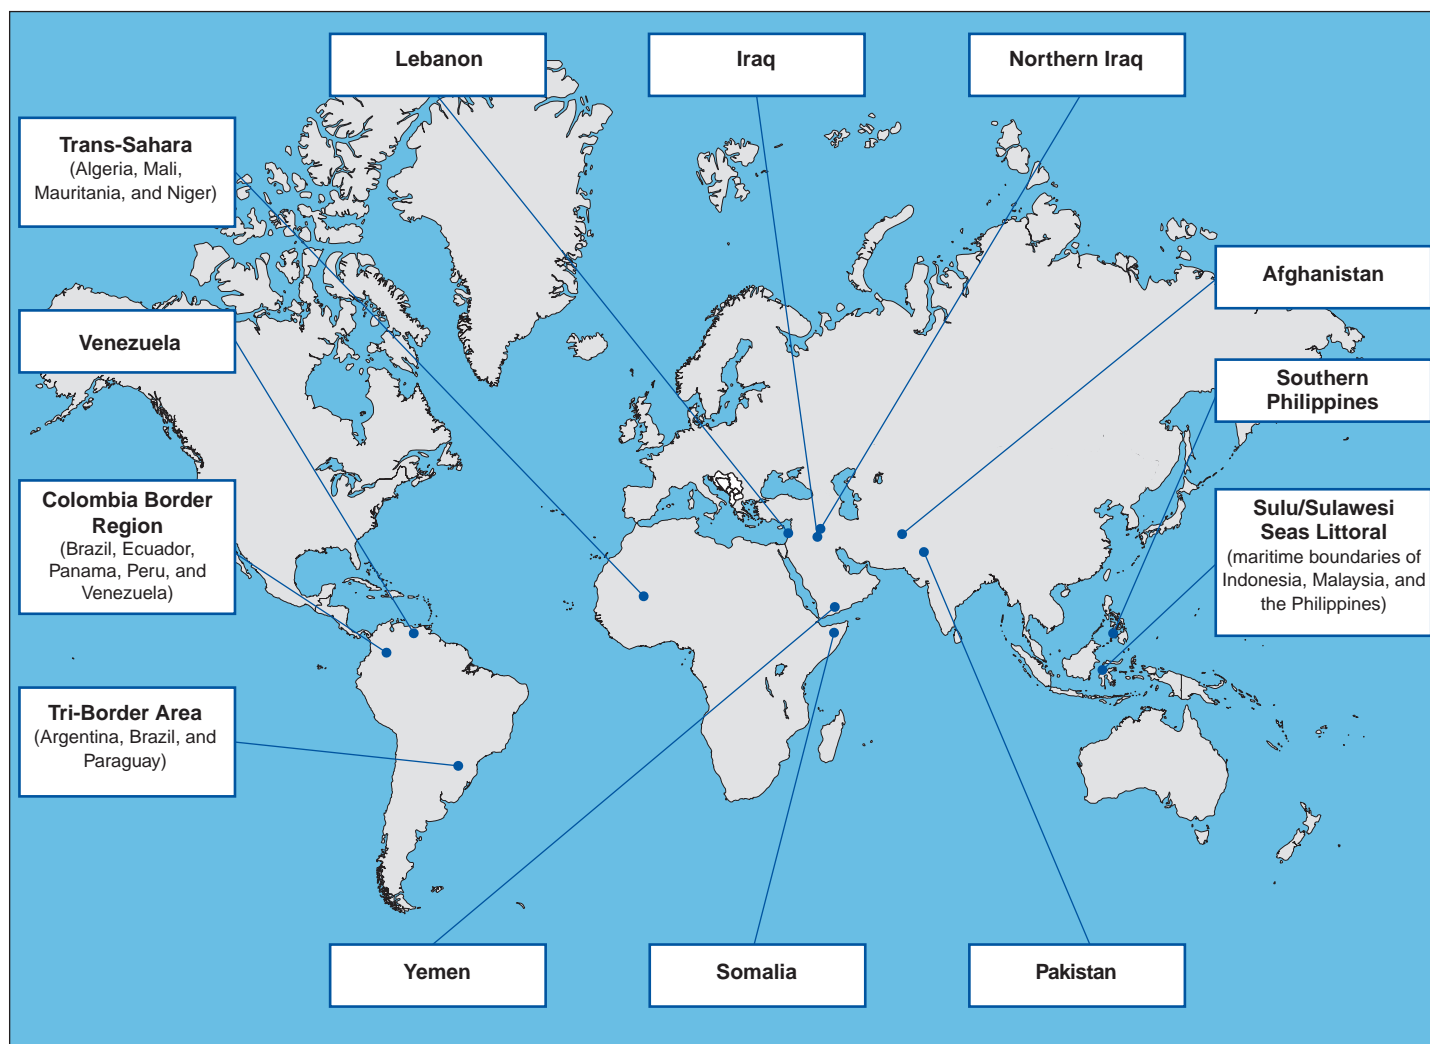 Lebanon
Iraq
Northern Iraq
Trans-Sahara
(Algeria, Mali,
Mauritania, and Niger)
Afghanistan
Venezuela
Southern
Philippines
Colombia Border
Region
(Brazil, Ecuador,
Panama, Peru, and
Venezuela)
Sulu/Sulawesi
Seas Littoral
(maritime boundaries of
Indonesia, Malaysia, and
the Philippines)
Tri-Border Area
(Argentina, Brazil, and
Paraguay)
Yemen
Somalia
Pakistan